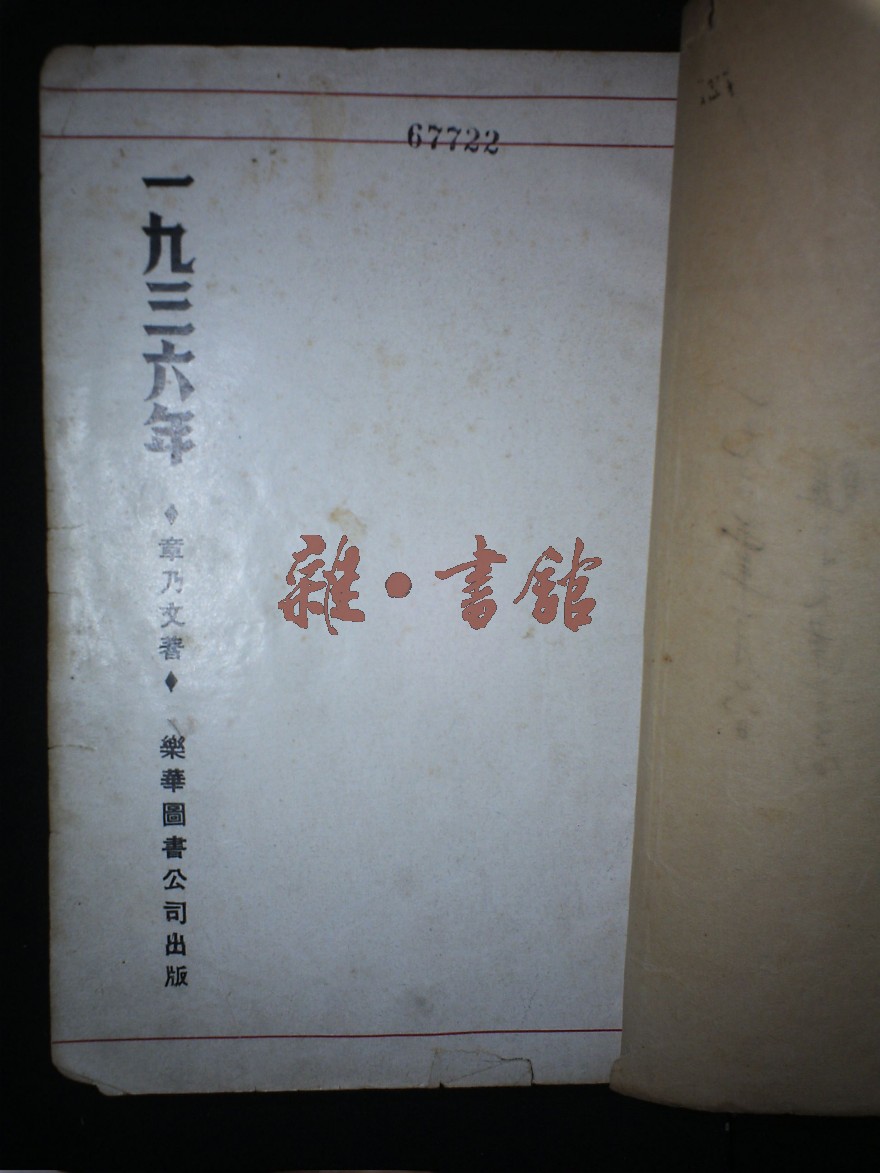 67722
一九三六年
◆章乃文著◆
樂華圖書公司出版
雜·書館